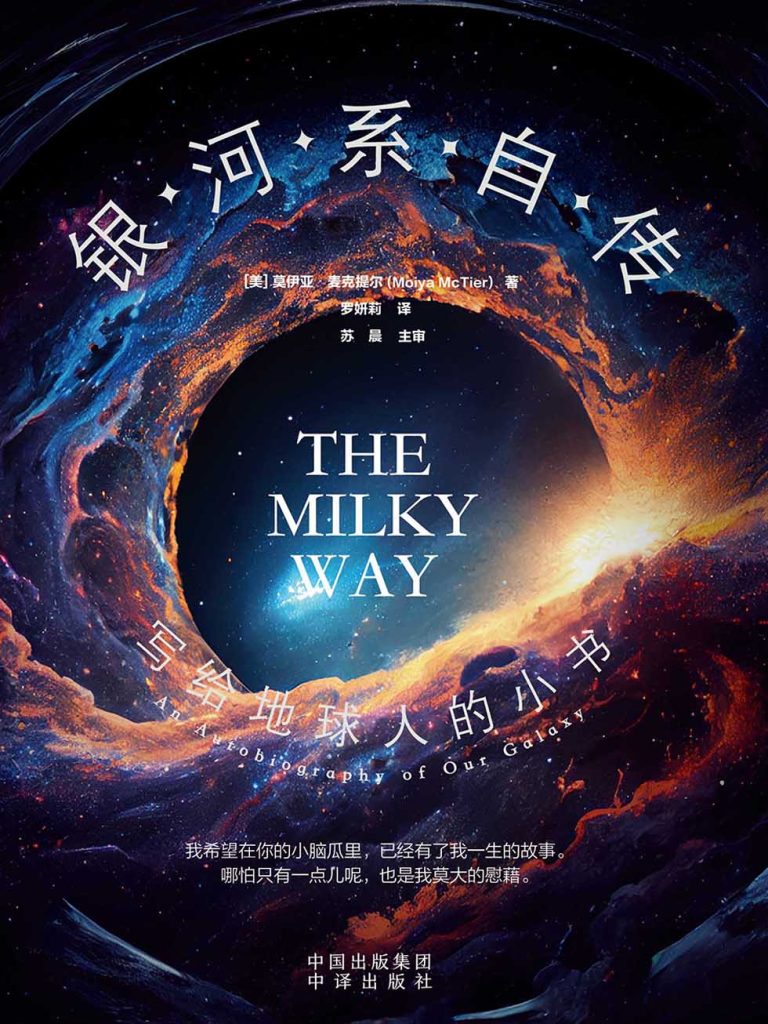 银·河·系·自·传
[美] 莫伊亚·麦克提尔 (Moiya McTier) 著
罗妍莉 译
苏晨 主审
THE
MILKY
WAY
写给地球人的小书
An Autobiography of Our Galaxy
我希望在你的小脑瓜里，已经有了我一生的故事。
哪怕只有一点儿呢，也是我莫大的慰藉。
中国出版集团
中译出版社